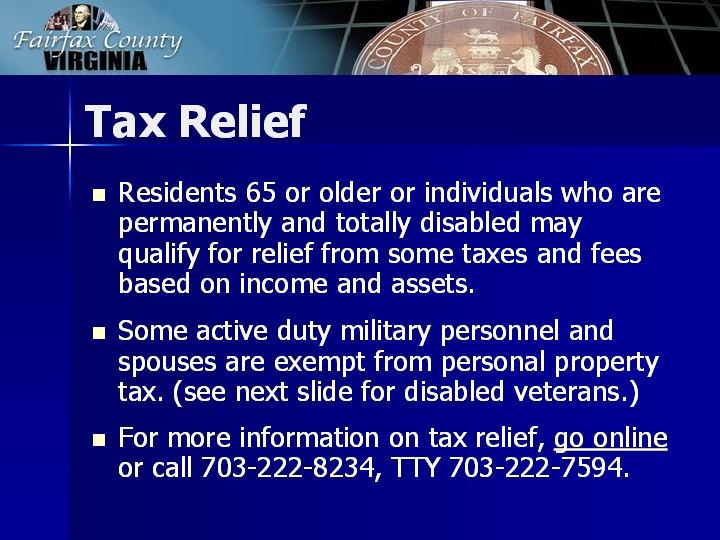 Fairfax County
VIRGINIA
COUNTY OF FAIRFAX
Tax Relief
Residents 65 or older or individuals who are
permanently and totally disabled may
qualify for relief from some taxes and fees
based on income and assets.
Some active duty military personnel and
spouses are exempt from personal property
tax. (see next slide for disabled veterans.)
For more information on tax relief, go online
or call 703-222-8234, TTY 703-222-7594.